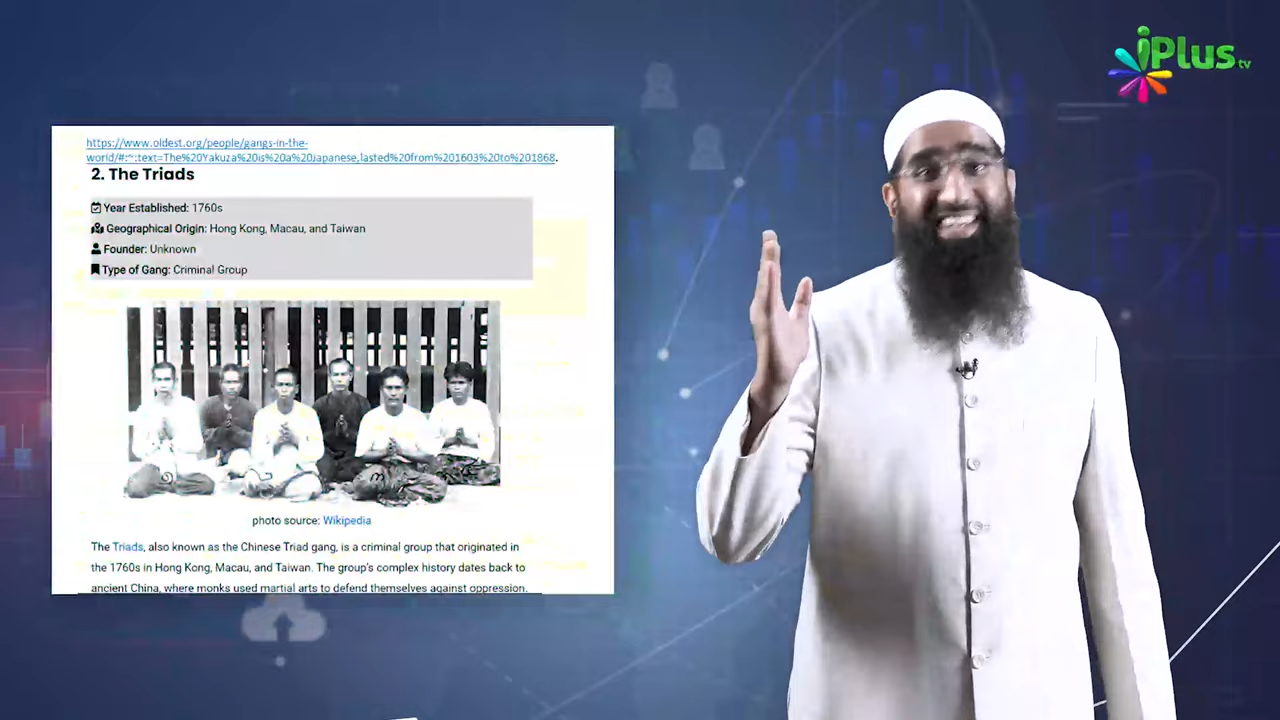 iPlus tv
https://www.oldest.org/people/gangs-in-the-
world/#:~:text=The%20Yakuza%20is%20a%20Japanese,lasted%20from%201603%20to%201868.
2. The Triads
Year Established: 1760s
Geographical Origin: Hong Kong, Macau, and Taiwan
Founder: Unknown
Type of Gang: Criminal Group
photo source: Wikipedia
The Triads, also known as the Chinese Triad gang, is a criminal group that originated in
the 1760s in Hong Kong, Macau, and Taiwan. The group's complex history dates back to
ancient China, where monks used martial arts to defend themselves against oppression.